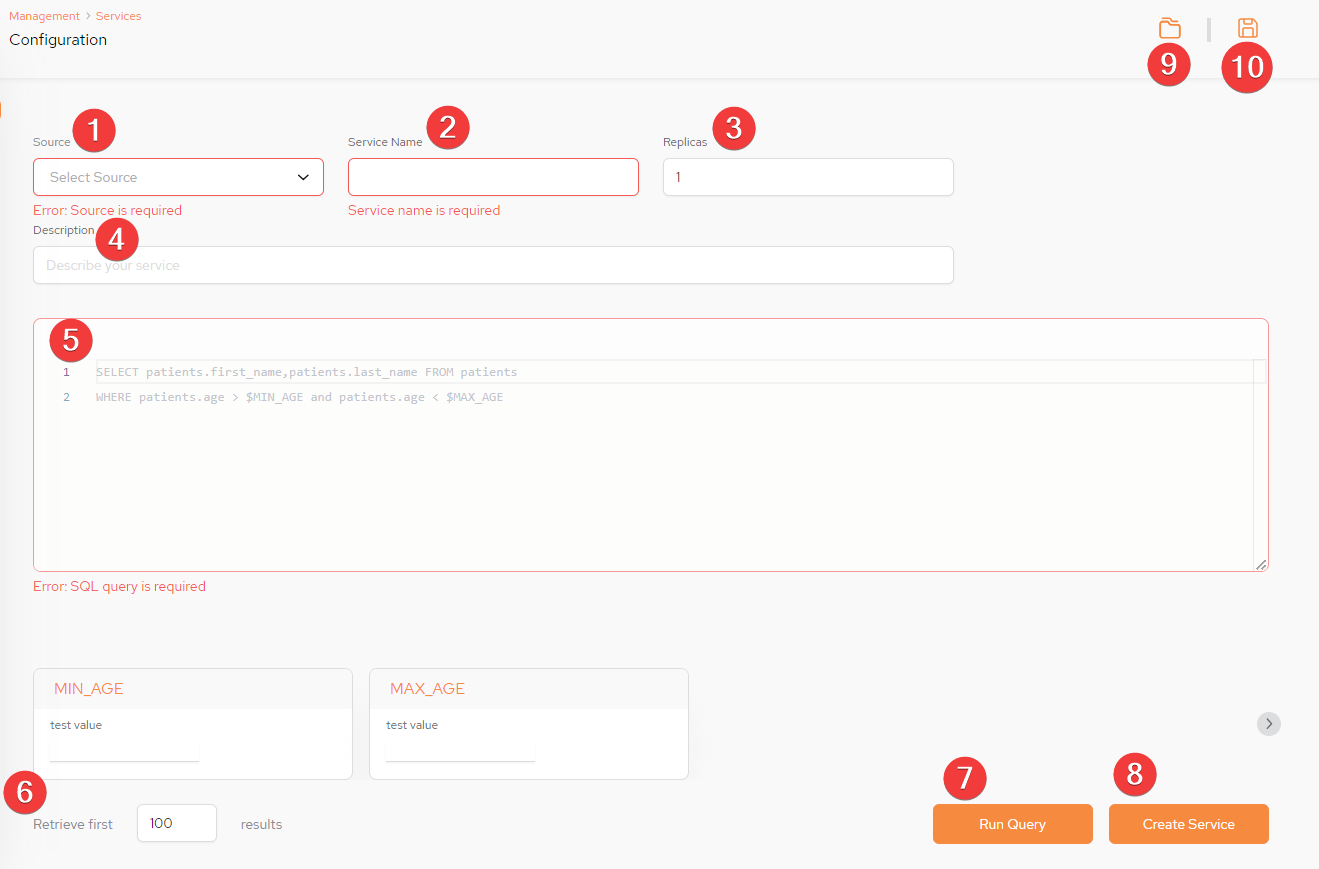 Management > Services
Configuration
9
10
1
2
3
Source
Service Name
Replicas
Select Source
1
Error: Source is required
Service name is required
Description
4
Describe your service
5
1 SELECT patients.first_name,patients.last_name FROM patients
2 WHERE patients.age > $MIN_AGE and patients.age < $MAX_AGE
Error: SQL query is required
MIN_AGE
MAX_AGE
test value
test value
6
7
8
Retrieve first 100 results
Run Query
Create Service